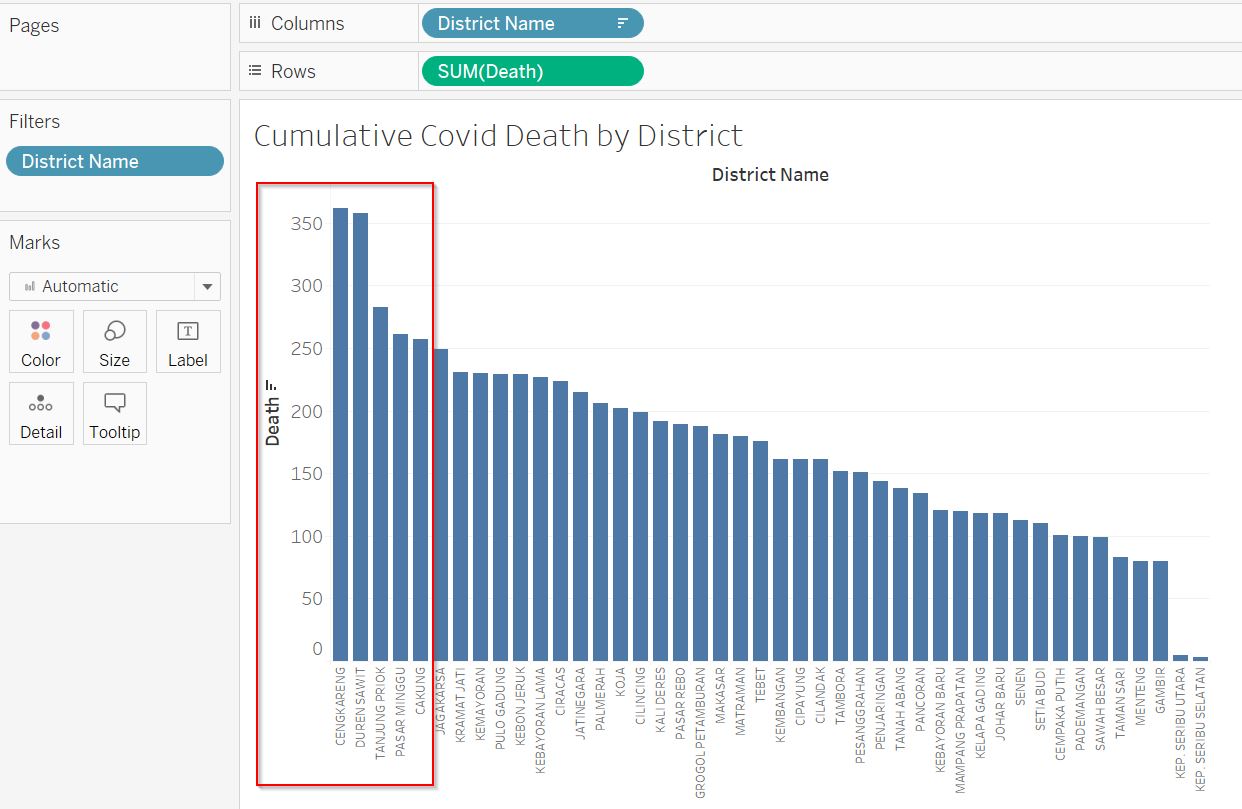 Pages
Columns
District Name
Rows
SUM(Death)
Filters
District Name
Marks
Automatic
Color
Size
Label
Detail
Tooltip
Cumulative Covid Death by District
District Name
Death
350
300
250
200
150
100
50
0
CENGKARENG
DUREN SAWIT
TANJUNG PRIOK
PASAR MINGGU
CAKUNG
JAGAKARSA
KRAMAT JATI
KEMAYORAN
PULO GADUNG
KEBON JERUK
KEBAYORAN LAMA
CIRACAS
JATINEGARA
PALMERAH
KOJA
CILINCING
KALI DERES
PASAR REBO
GROGOL PETAMBURAN
MAKASAR
MATRAMAN
TEBET
KEMBANGAN
CIPAYUNG
CILANDAK
TAMBORA
PESANGGRAHAN
PENJARINGAN
TANAH ABANG
PANCORAN
KEBAYORAN BARU
MAMPANG PRAPATAN
KELAPA GADING
JOHAR BARU
SENEN
SETIA BUDI
CEMPAKA PUTIH
PADEMANGAN
SAWAH BESAR
TAMAN SARI
MENTENG
GAMBIR
KEP. SERIBU UTARA
KEP. SERIBU SELATAN